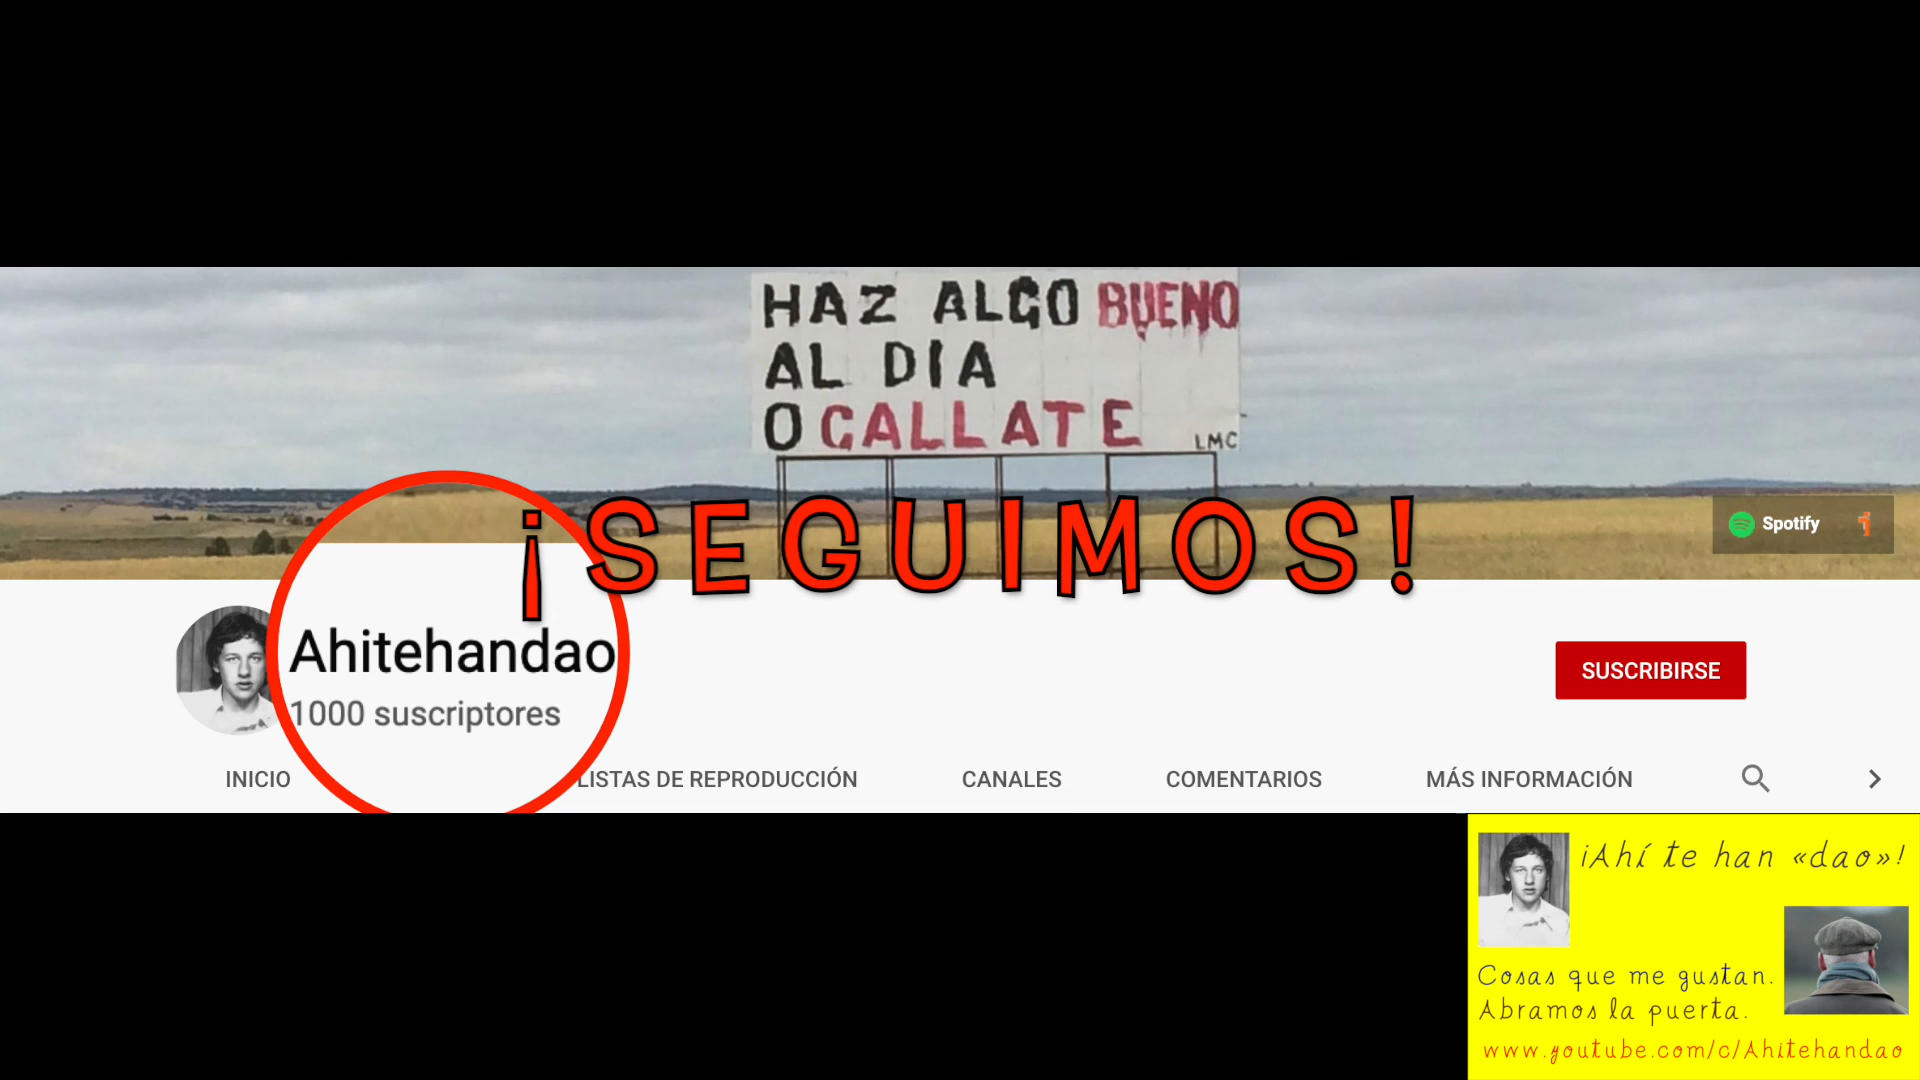 HAZ ALGO BUENO
AL DIA
O CALLATE
LMC
¡SEGUIMOS!
Spotify
Ahitehandao
1000 suscriptores
SUSCRIBIRSE
INICIO
LISTAS DE REPRODUCCIÓN
CANALES
COMENTARIOS
MÁS INFORMACIÓN
¡Ahí te han «dao»!
Cosas que me gustan.
Abramos la puerta.
www.youtube.com/c/Ahitehandao